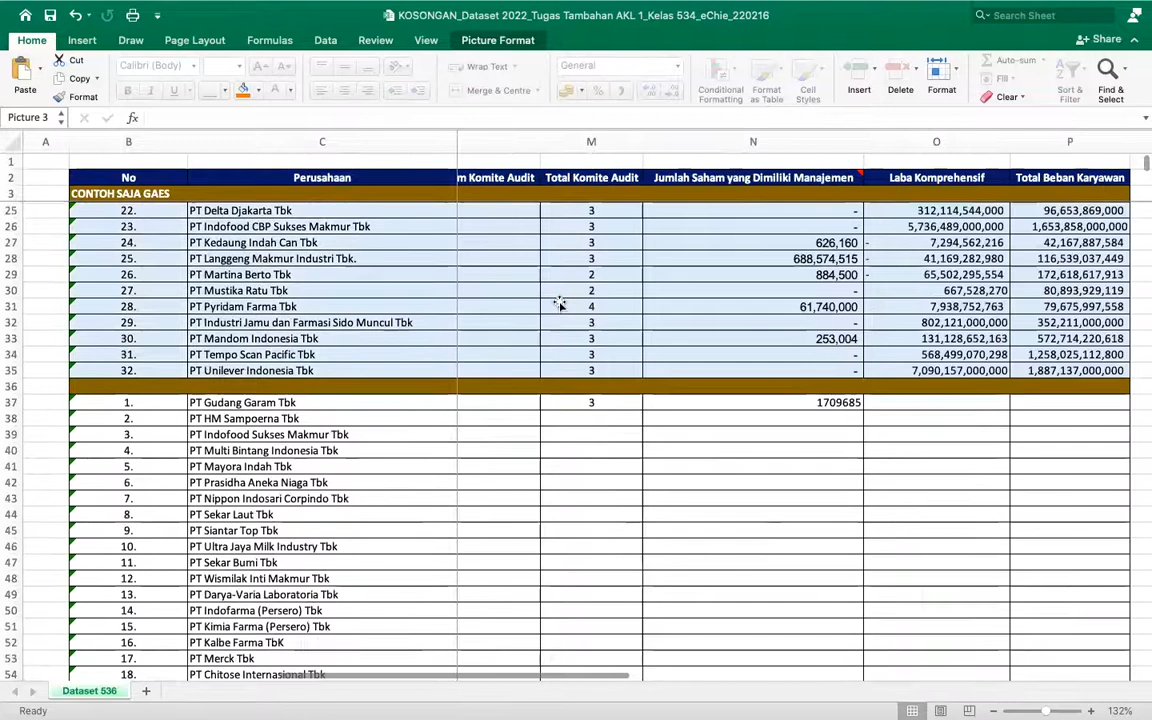 KOSONGAN_Dataset 2022_Tugas Tambahan AKL 1_Kelas 534_eChie_220216
Search Sheet
Home Insert Draw Page Layout Formulas Data Review View Picture Format Share
Paste Cut Copy Format
Calibri (Body) A A B I U A
Wrap Text Merge & Centre
General %
Conditional Formatting Format as Table Cell Styles Insert Delete Format
Auto-sum Fill Clear Sort & Filter Find & Select
Picture 3 fx
A B C M N O P
1
2 No Perusahaan m Komite Audit Total Komite Audit Jumlah Saham yang Dimiliki Manajemen Laba Komprehensif Total Beban Karyawan
3 CONTOH SAJA GAES
25 22. PT Delta Djakarta Tbk 3 - 312,114,544,000 96,653,869,000
26 23. PT Indofood CBP Sukses Makmur Tbk 3 - 5,736,489,000,000 1,653,858,000,000
27 24. PT Kedaung Indah Can Tbk 3 626,160 - 7,294,562,216 42,167,887,584
28 25. PT Langgeng Makmur Industri Tbk. 3 688,574,515 - 41,169,282,980 116,539,037,449
29 26. PT Martina Berto Tbk 2 884,500 - 65,502,295,554 172,618,617,913
30 27. PT Mustika Ratu Tbk 2 - 667,528,270 80,893,929,119
31 28. PT Pyridam Farma Tbk 4 61,740,000 7,938,752,763 79,675,997,558
32 29. PT Industri Jamu dan Farmasi Sido Muncul Tbk 3 - 802,121,000,000 352,211,000,000
33 30. PT Mandom Indonesia Tbk 3 253,004 131,128,652,163 572,714,220,618
34 31. PT Tempo Scan Pacific Tbk 3 - 568,499,070,298 1,258,025,112,800
35 32. PT Unilever Indonesia Tbk 3 - 7,090,157,000,000 1,887,137,000,000
36
37 1. PT Gudang Garam Tbk 3 1709685
38 2. PT HM Sampoerna Tbk
39 3. PT Indofood Sukses Makmur Tbk
40 4. PT Multi Bintang Indonesia Tbk
41 5. PT Mayora Indah Tbk
42 6. PT Prasidha Aneka Niaga Tbk
43 7. PT Nippon Indosari Corpindo Tbk
44 8. PT Sekar Laut Tbk
45 9. PT Siantar Top Tbk
46 10. PT Ultra Jaya Milk Industry Tbk
47 11. PT Sekar Bumi Tbk
48 12. PT Wismilak Inti Makmur Tbk
49 13. PT Darya-Varia Laboratoria Tbk
50 14. PT Indofarma (Persero) Tbk
51 15. PT Kimia Farma (Persero) Tbk
52 16. PT Kalbe Farma TbK
53 17. PT Merck Tbk
54 18. PT Chitose Internasional Tbk
Dataset 536
Ready 132%